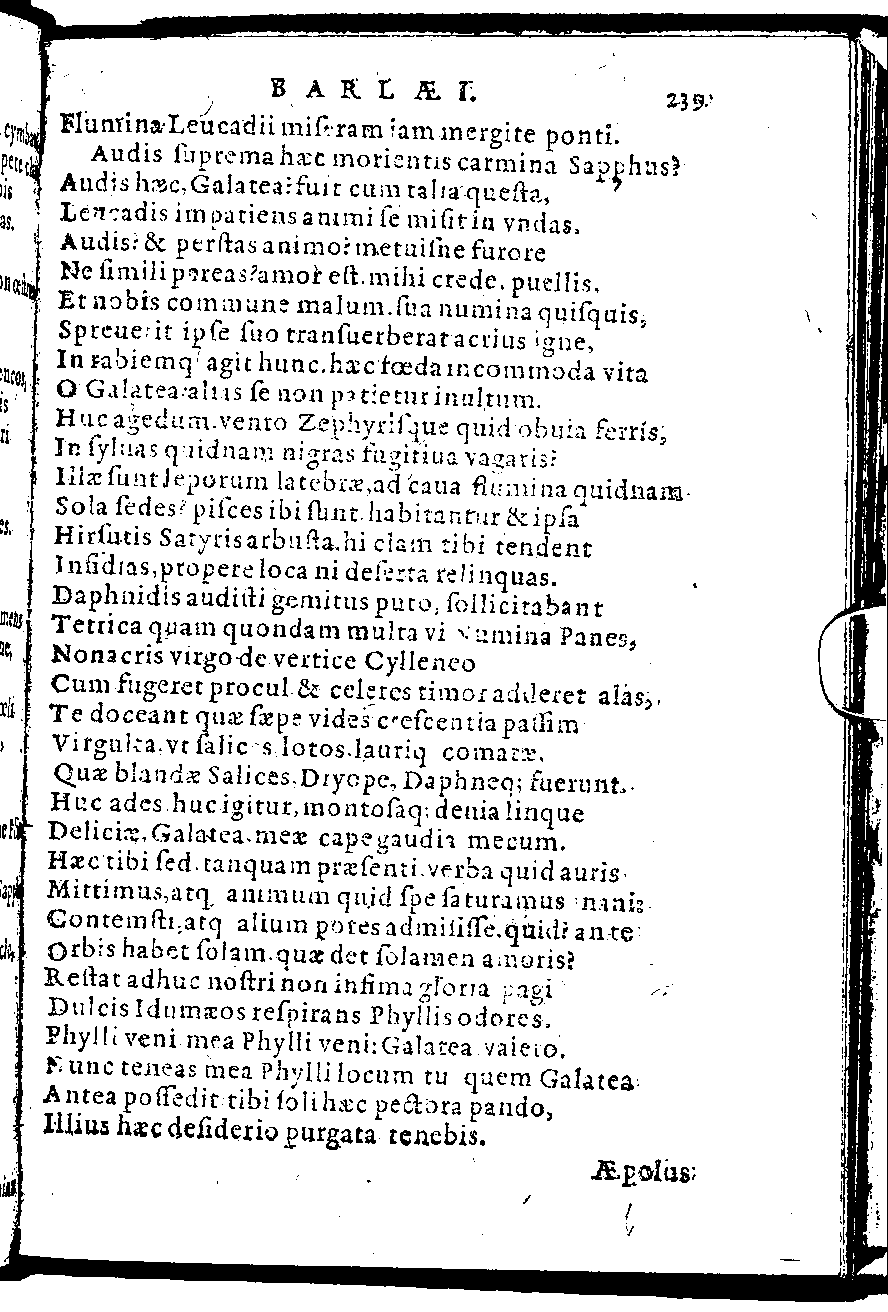 BARLÆI. 239.
Flumina Leucadii miseram iam mergite ponti.
Audis suprema hæc morientis carmina Sapphus?
Audis hæc, Galatea? fuit cum talia questa,
Leucadis impatiens animi se misit in vndas.
Audis? & perstas animo? metuisne furore
Ne simili pereas? amor est, mihi crede, puellis,
Et nobis commune malum. sua numina quisquis,
Spreuerit ipse suo transuerberat acrius igne,
In rabiemq; agit hunc. hæc fœda incommoda vita
O Galatea: alius se non patietur inultum.
Huc agedum. vento Zephyrisque quid obuia ferris,
In syluas quidnam nigras fugitiua vagaris?
Illæ sunt leporum latebræ, ad caua flumina quidnam
Sola sedes? pisces ibi sunt. habitantur & ipsa
Hirsutis Satyris arbusta. hi clam tibi tendent
Insidias, propere loca ni deserta relinquas.
Daphnidis audisti gemitus puto, sollicitabant
Tetrica quam quondam multa vi Numina Panes,
Nonacris virgo de vertice Cylleneo
Cum fugeret procul & celeres timor adderet alas,
Te doceant quæ sæpe vides crescentia passim
Virgulta, vt salices, lotos, lauriq comatæ,
Quæ blandæ Salices, Dryope, Daphneq; fuerunt.
Huc ades, huc igitur, montosaq; deuia linque
Deliciæ, Galatea, meæ cape gaudia mecum.
Hæc tibi sed, tanquam præsenti, verba quid auris
Mittimus, atq animum quid spe saturamus inani?
Contemsti, atq alium potes admisisse. quid? an te
Orbis habet solam, quæ det solamen amoris?
Restat adhuc nostri non infima gloria pagi
Dulcis Idumæos respirans Phyllis odores.
Phylli veni mea Phylli veni: Galatea valeto.
Nunc teneas mea Phylli locum tu quem Galatea
Antea possedit tibi soli hæc pectora pando,
Illius hæc desiderio purgata tenebis.
Æpolus: